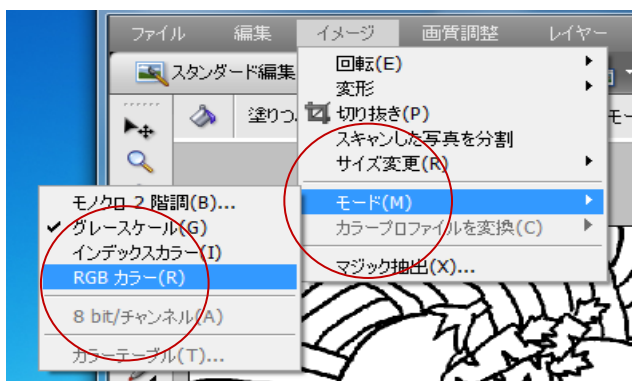 ファイル 編集 イメージ 画質調整 レイヤー
スタンダード編集
塗りつ
回転(E)
変形
切り抜き(P)
スキャンした写真を分割
サイズ変更(R)
モード(M)
カラープロファイルを変換(C)
マジック抽出(X)...
モー
モノクロ 2 階調(B)...
グレースケール(G)
インデックスカラー(I)
RGB カラー(R)
8 bit/チャンネル(A)
カラーテーブル(T)...